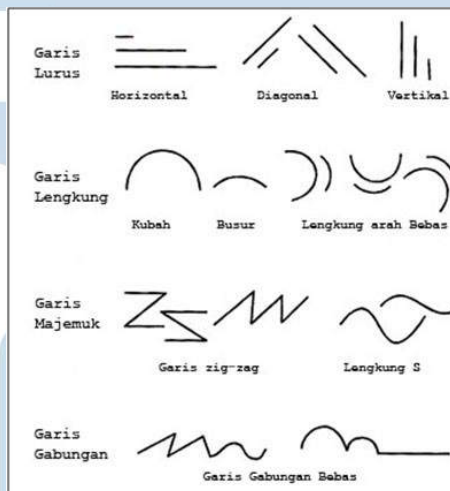 Garis
Lurus
Horizontal Diagonal Vertikal
Garis
Lengkung
Kubah Busur Lengkung arah Bebas
Garis
Majemuk
Garis zig-zag Lengkung S
Garis
Gabungan
Garis Gabungan Bebas